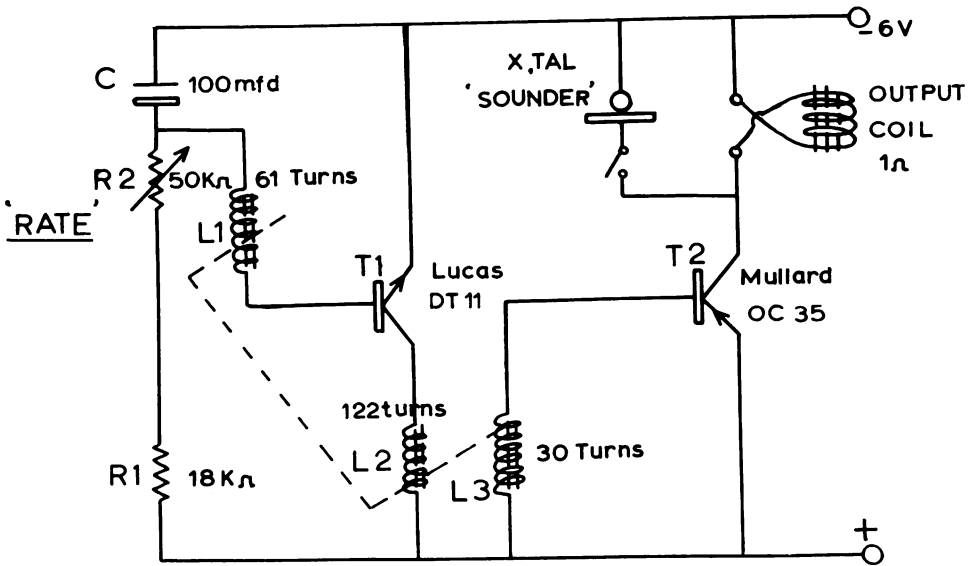 -6V
X,TAL
'SOUNDER'
C
100mfd
OUTPUT
COIL
1Ω
R2
50KΩ
61 Turns
'RATE'
L1
T1
Lucas
DT 11
T2
Mullard
OC 35
122turns
L2
30 Turns
L3
R1
18KΩ
+